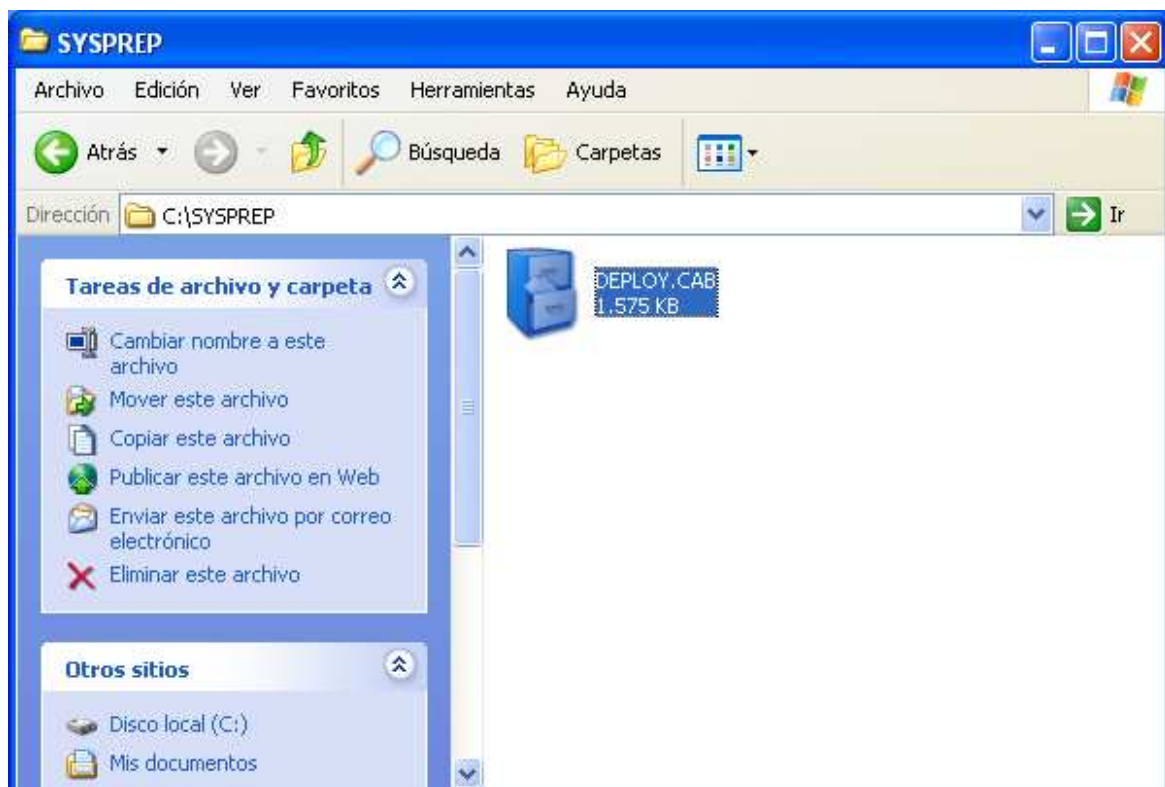 SYSPREP
Archivo Edición Ver Favoritos Herramientas Ayuda
Atrás Búsqueda Carpetas
Dirección C:\SYSPREP Ir
Tareas de archivo y carpeta
Cambiar nombre a este
archivo
Mover este archivo
Copiar este archivo
Publicar este archivo en Web
Enviar este archivo por correo
electrónico
Eliminar este archivo
Otros sitios
Disco local (C:)
Mis documentos
DEPLOY.CAB
1.575 KB